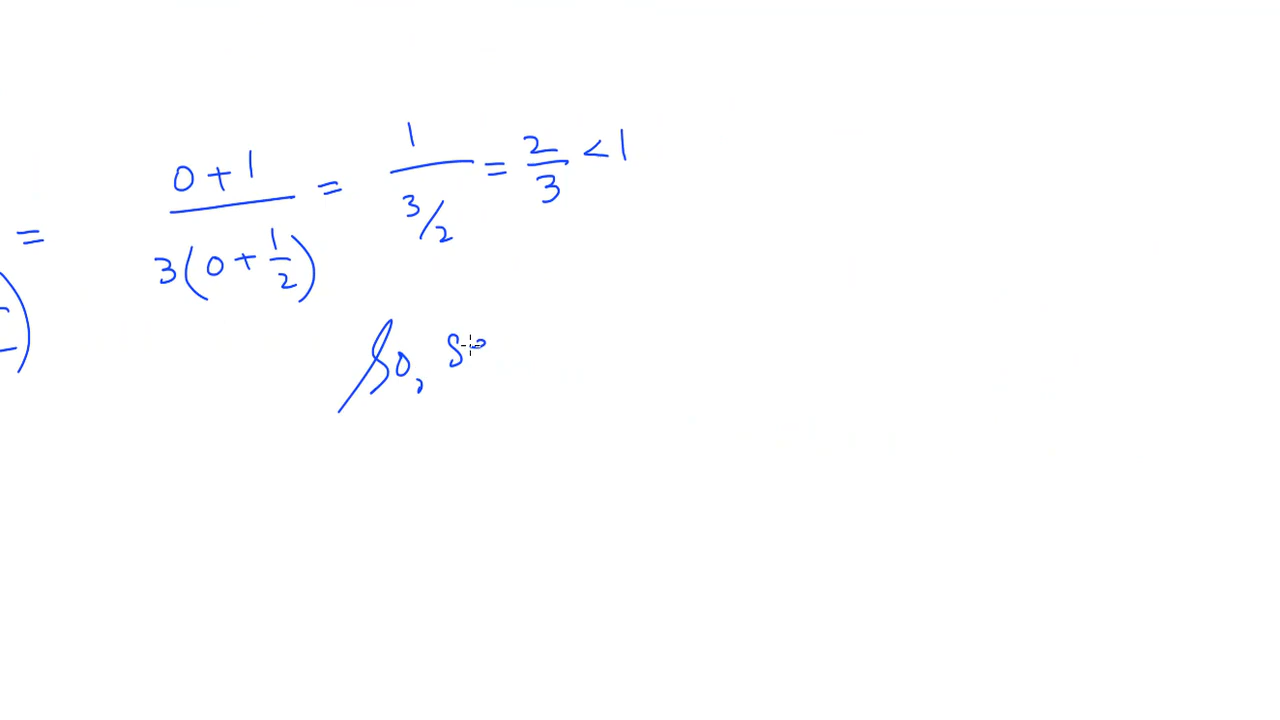 = (0+1)/(3(0+1/2)) = 1/(3/2) = 2/3 < 1
So,